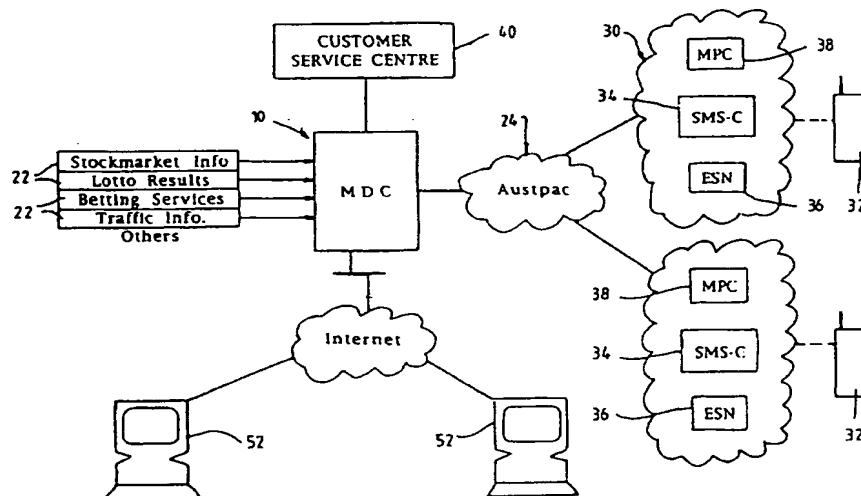 CUSTOMER
SERVICE CENTRE
40
30
MPC
38
34
SMS-C
10
24
22
Stockmarket Info
Lotto Results
22
Betting Services
Traffic Info.
Others
MDC
Austpac
ESN
36
32
38
MPC
Internet
34
SMS-C
36
ESN
32
52
52